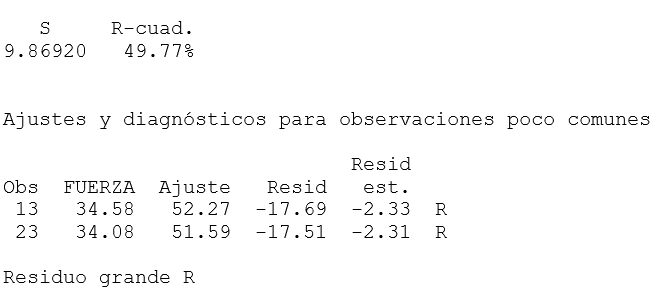 S R-cuad.
9.86920 49.77%
Ajustes y diagnósticos para observaciones poco comunes
Resid
Obs FUERZA Ajuste Resid est.
13 34.58 52.27 -17.69 -2.33 R
23 34.08 51.59 -17.51 -2.31 R
Residuo grande R